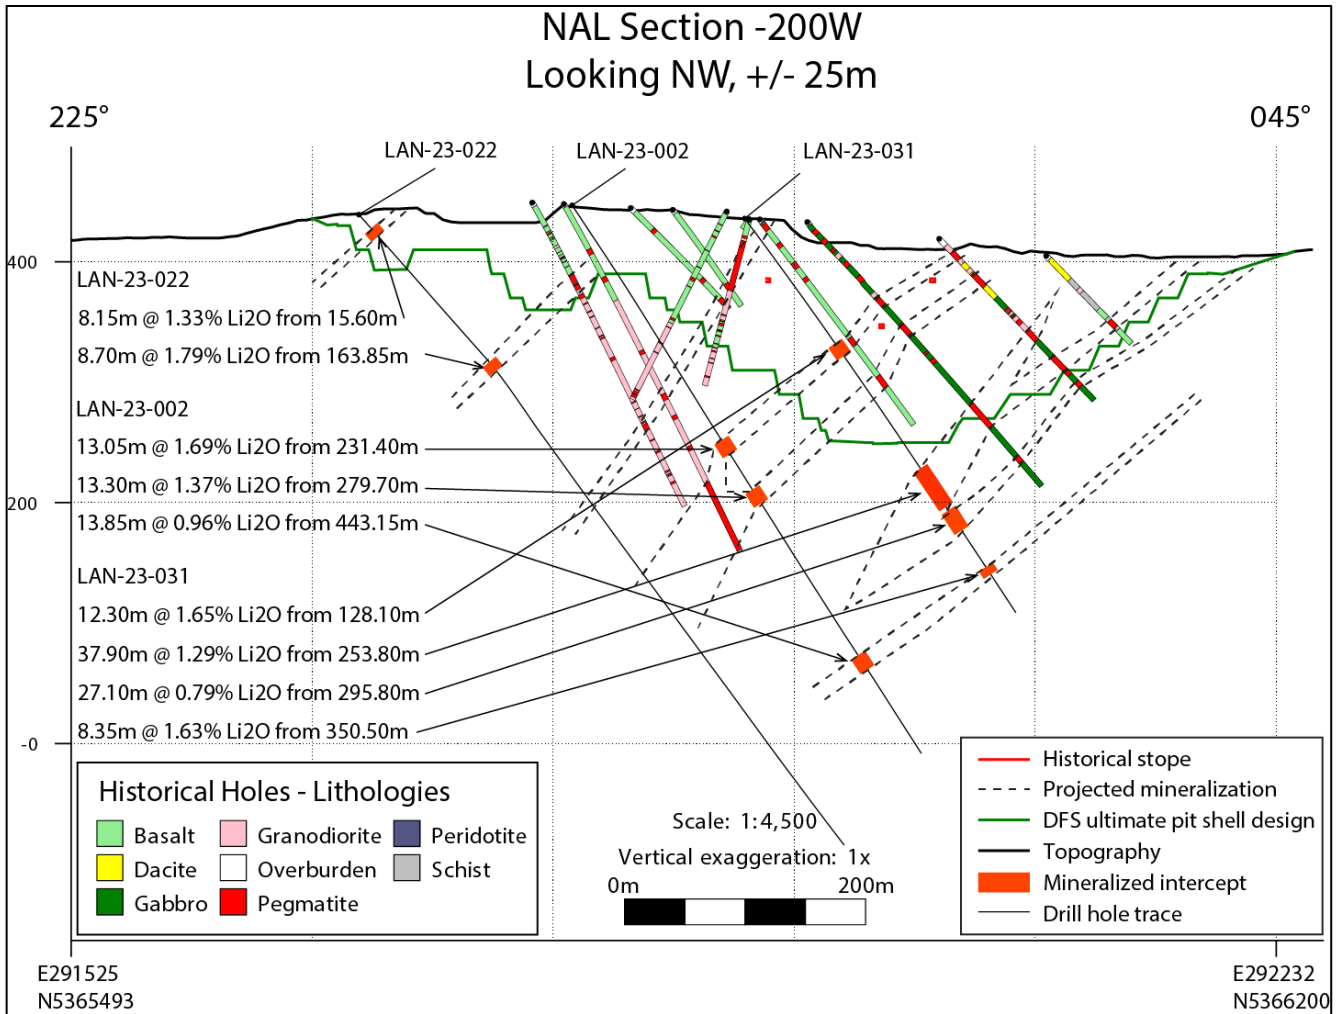 NAL Section -200W
Looking NW, +/- 25m
225°
045°
LAN-23-022
LAN-23-002
LAN-23-031
400
LAN-23-022
8.15m @ 1.33% Li2O from 15.60m
8.70m @ 1.79% Li2O from 163.85m
LAN-23-002
13.05m @ 1.69% Li2O from 231.40m
13.30m @ 1.37% Li2O from 279.70m
200
13.85m @ 0.96% Li2O from 443.15m
LAN-23-031
12.30m @ 1.65% Li2O from 128.10m
37.90m @ 1.29% Li2O from 253.80m
27.10m @ 0.79% Li2O from 295.80m
8.35m @ 1.63% Li2O from 350.50m
-0
Historical Holes - Lithologies
Basalt
Granodiorite
Peridotite
Dacite
Overburden
Schist
Gabbro
Pegmatite
Scale: 1:4,500
Vertical exaggeration: 1x
0m
200m
Historical stope
Projected mineralization
DFS ultimate pit shell design
Topography
Mineralized intercept
Drill hole trace
E291525
N5365493
E292232
N5366200